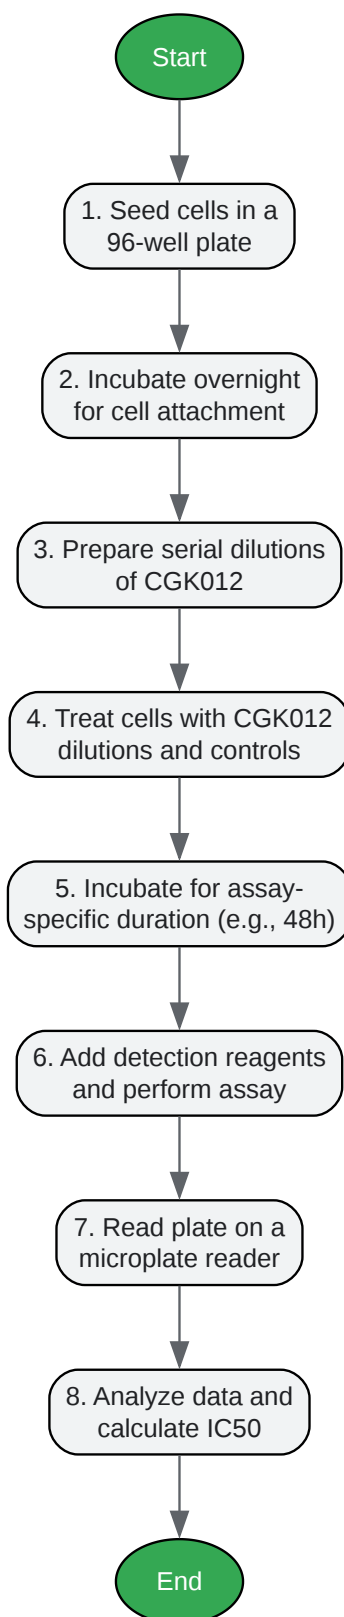 Start
1. Seed cells in a
96-well plate
2. Incubate overnight
for cell attachment
3. Prepare serial dilutions
of CGK012
4. Treat cells with CGK012
dilutions and controls
5. Incubate for assay-
specific duration (e.g., 48h)
6. Add detection reagents
and perform assay
7. Read plate on a
microplate reader
8. Analyze data and
calculate IC50
End